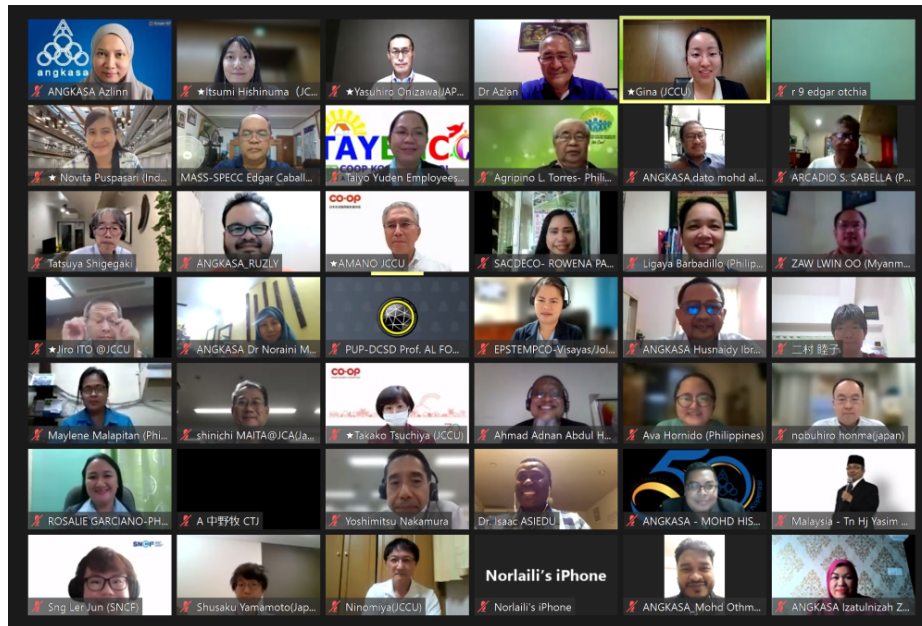 angkasa
ANGKASA Azlinn
★Itsumi Hishinuma (JC...
★Yasuhiro Onizawa(JAP...
Dr Azlan
★Gina (JCCU)
r 9 edgar otchia
★ Novita Puspasari (Ind...
MASS-SPECC Edgar Caball...
TAYE CO
Taiyo Yuden Employees...
Agripino L. Torres- Phili...
ANGKASA,dato mohd al...
ARCADIO S. SABELLA (P...
Tatsuya Shigegaki
ANGKASA_RUZLY
CO·OP
★AMANO JCCU
SACDECO- ROWENA PA...
Ligaya Barbadillo (Philip...
ZAW LWIN OO (Myanm...
★Jiro ITO @JCCU
ANGKASA Dr Noraini M...
PUP-DCSD Prof. AL FO...
EPSTEMPCO-Visayas/Jol...
ANGKASA Husnaidy Ibr...
二村 睦子
Maylene Malapitan (Phi...
shinichi MAITA@JCA(Ja...
CO·OP
★Takako Tsuchiya (JCCU)
Ahmad Adnan Abdul H...
Ava Hornido (Philippines)
nobuhiro honma(japan)
ROSALIE GARCIANO-PH...
A 中野牧 CTJ
Yoshimitsu Nakamura
Dr. Isaac ASIEDU
50
ANGKASA - MOHD HIS...
Malaysia - Tn Hj Yasim ...
SNCF
Sng Ler Jun (SNCF)
Shusaku Yamamoto(Jap...
Ninomiya(JCCU)
Norlaili's iPhone
Norlaili's iPhone
ANGKASA_Mohd Othm...
ANGKASA Izatulnizah Z...